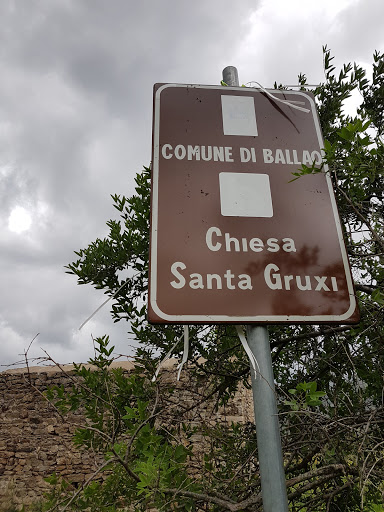 COMUNE DI BALLAO
Chiesa
Santa Gruxi